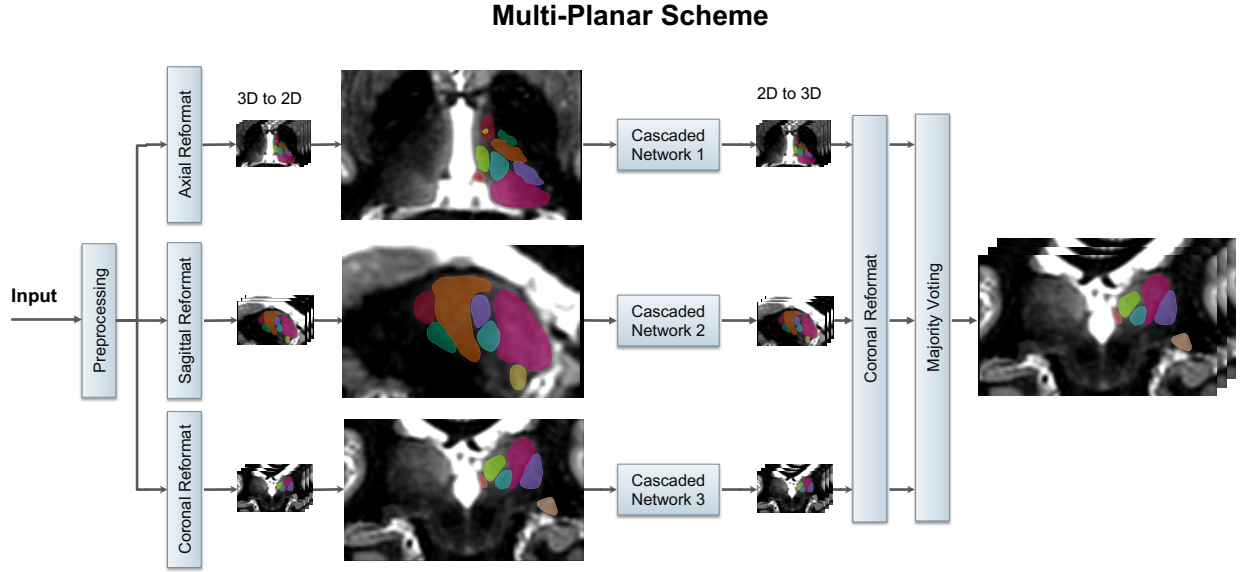 Multi-Planar Scheme
Axial Reformat
3D to 2D
Cascaded
Network 1
2D to 3D
Input
Preprocessing
Sagittal Reformat
Cascaded
Network 2
Coronal Reformat
Majority Voting
Coronal Reformat
Cascaded
Network 3